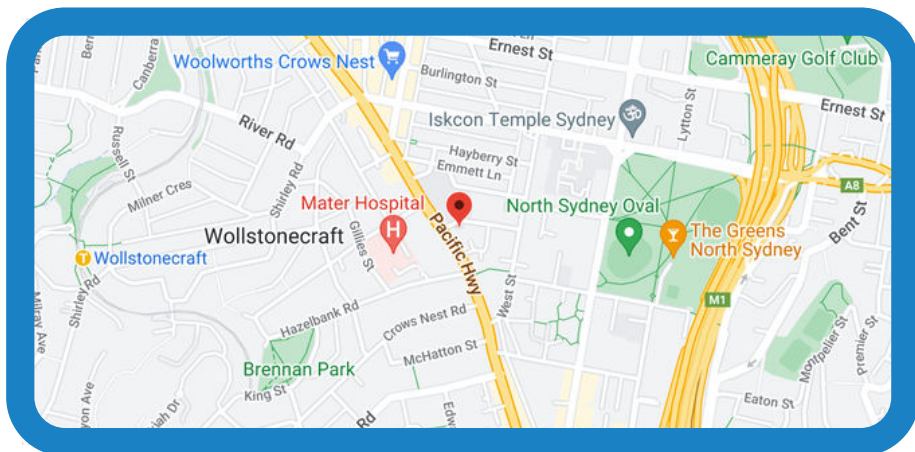 Ernest St
Cammeray Golf Club
Woolworths Crows Nest
Canberra
Burlington St
Ernest St
Iskcon Temple Sydney
Lytton St
River Rd
Russell St
Hayberry St
Emmett Ln
Shirley Rd
Milner Cres
A8
Mater Hospital
H
North Sydney Oval
Bent St
Wollstonecraft
Gillies St
Pacific Hwy
The Greens
North Sydney
T
Wollstonecraft
Shirley Rd
M1
West St
Milray Ave
Hazelbank Rd
Crows Nest Rd
McHatton St
Montpelier St
Premier St
Brennan Park
King St
Eaton St
Rd